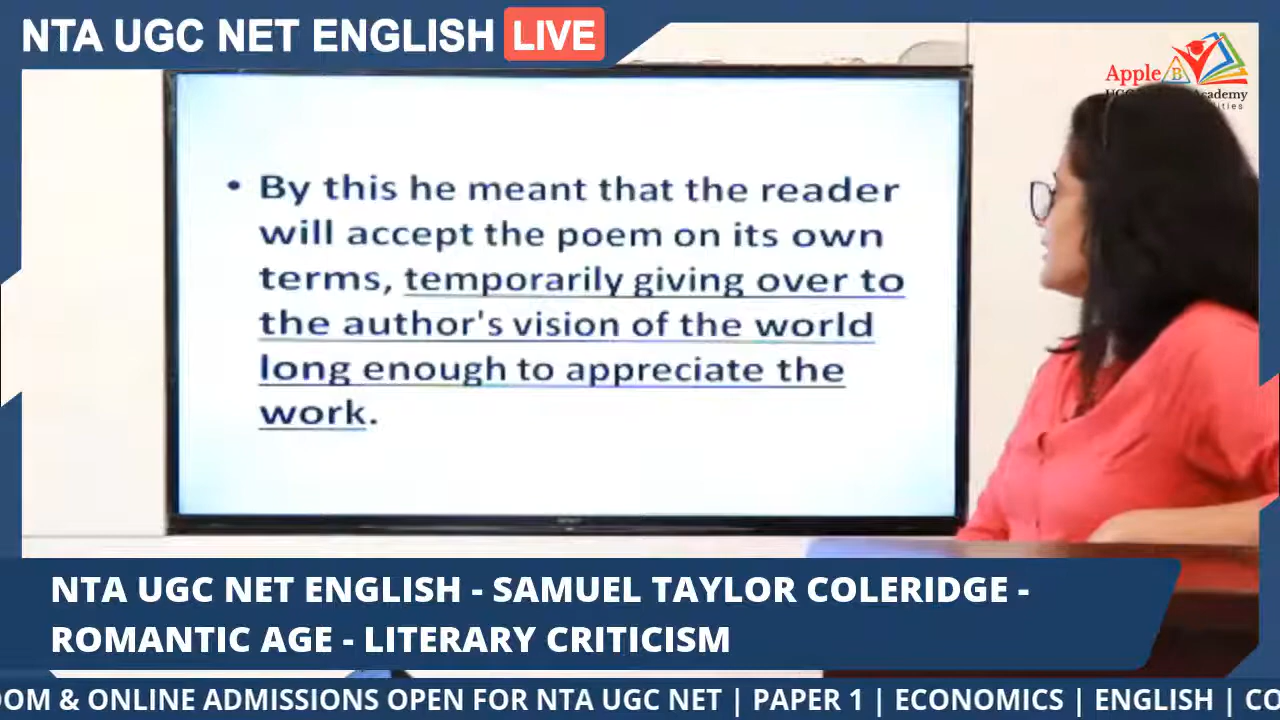 NTA UGC NET ENGLISH LIVE
Apple B
Academy
• By this he meant that the reader
will accept the poem on its own
terms, temporarily giving over to
the author's vision of the world
long enough to appreciate the
work.
NTA UGC NET ENGLISH - SAMUEL TAYLOR COLERIDGE -
ROMANTIC AGE - LITERARY CRITICISM
& ONLINE ADMISSIONS OPEN FOR NTA UGC NET | PAPER 1 | ECONOMICS | ENGLISH |